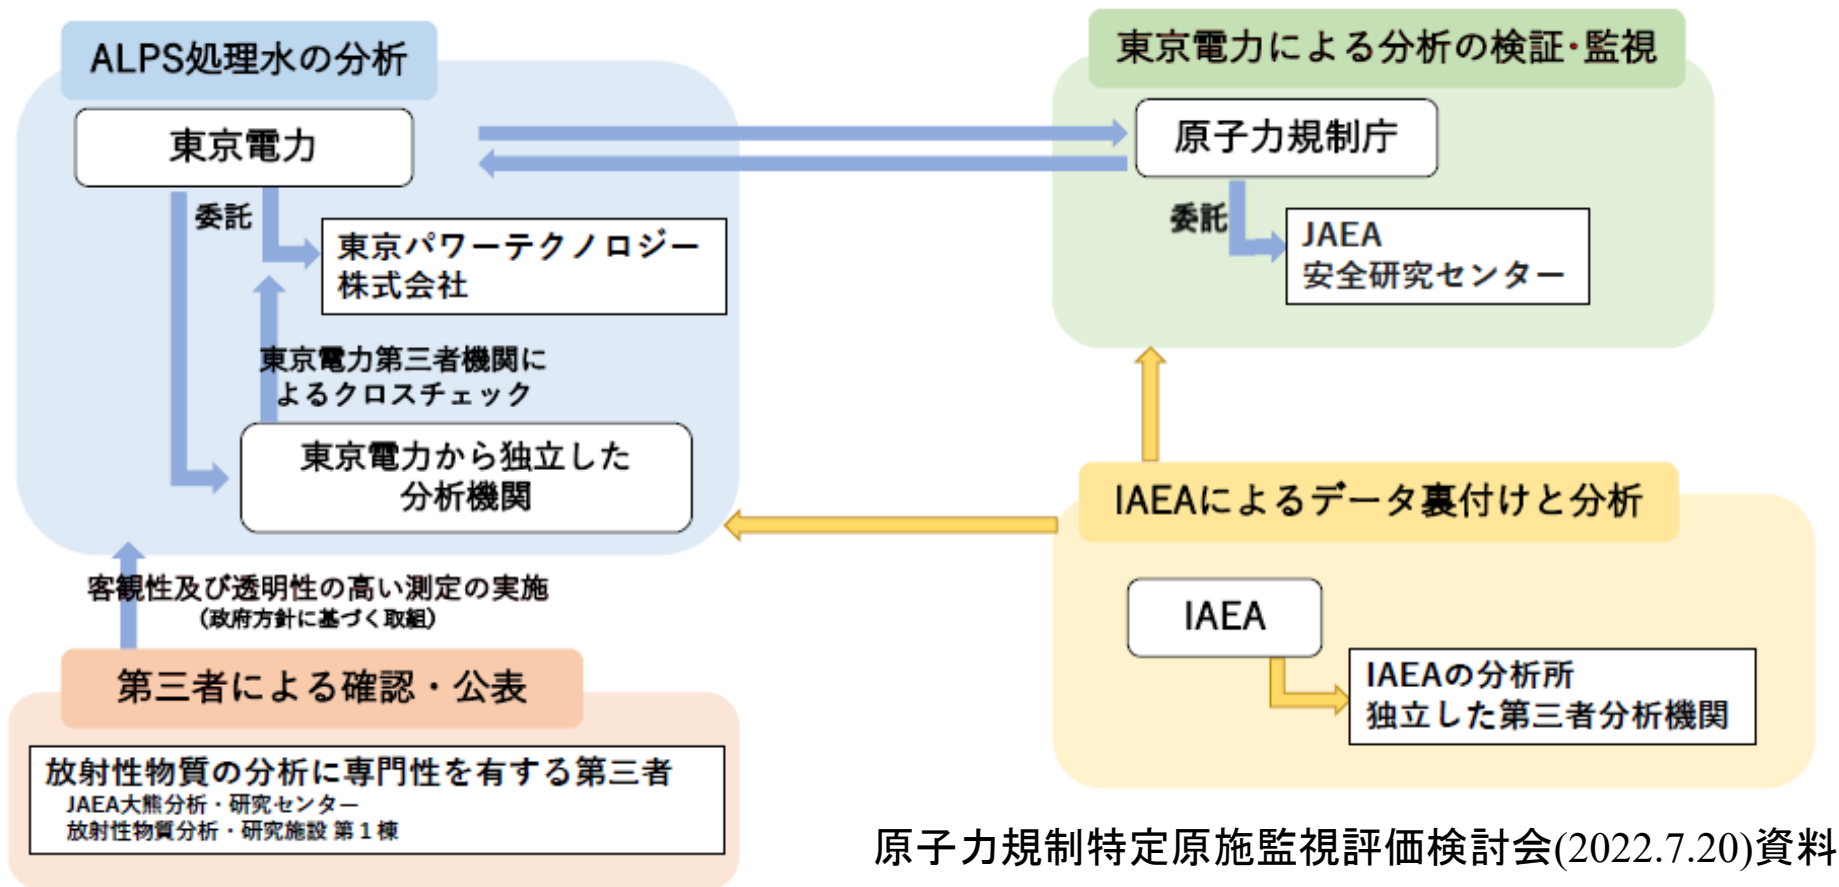 ALPS処理水の分析
東京電力
委託
東京パワーテクノロジー
株式会社
東京電力第三者機関に
よるクロスチェック
東京電力から独立した
分析機関
客観性及び透明性の高い測定の実施
(政府方針に基づく取組)
第三者による確認・公表
放射性物質の分析に専門性を有する第三者
JAEA大熊分析・研究センター
放射性物質分析・研究施設 第1棟
東京電力による分析の検証・監視
原子力規制庁
委託
JAEA
安全研究センター
IAEAによるデータ裏付けと分析
IAEA
IAEAの分析所
独立した第三者分析機関
原子力規制特定原施監視評価検討会(2022.7.20)資料